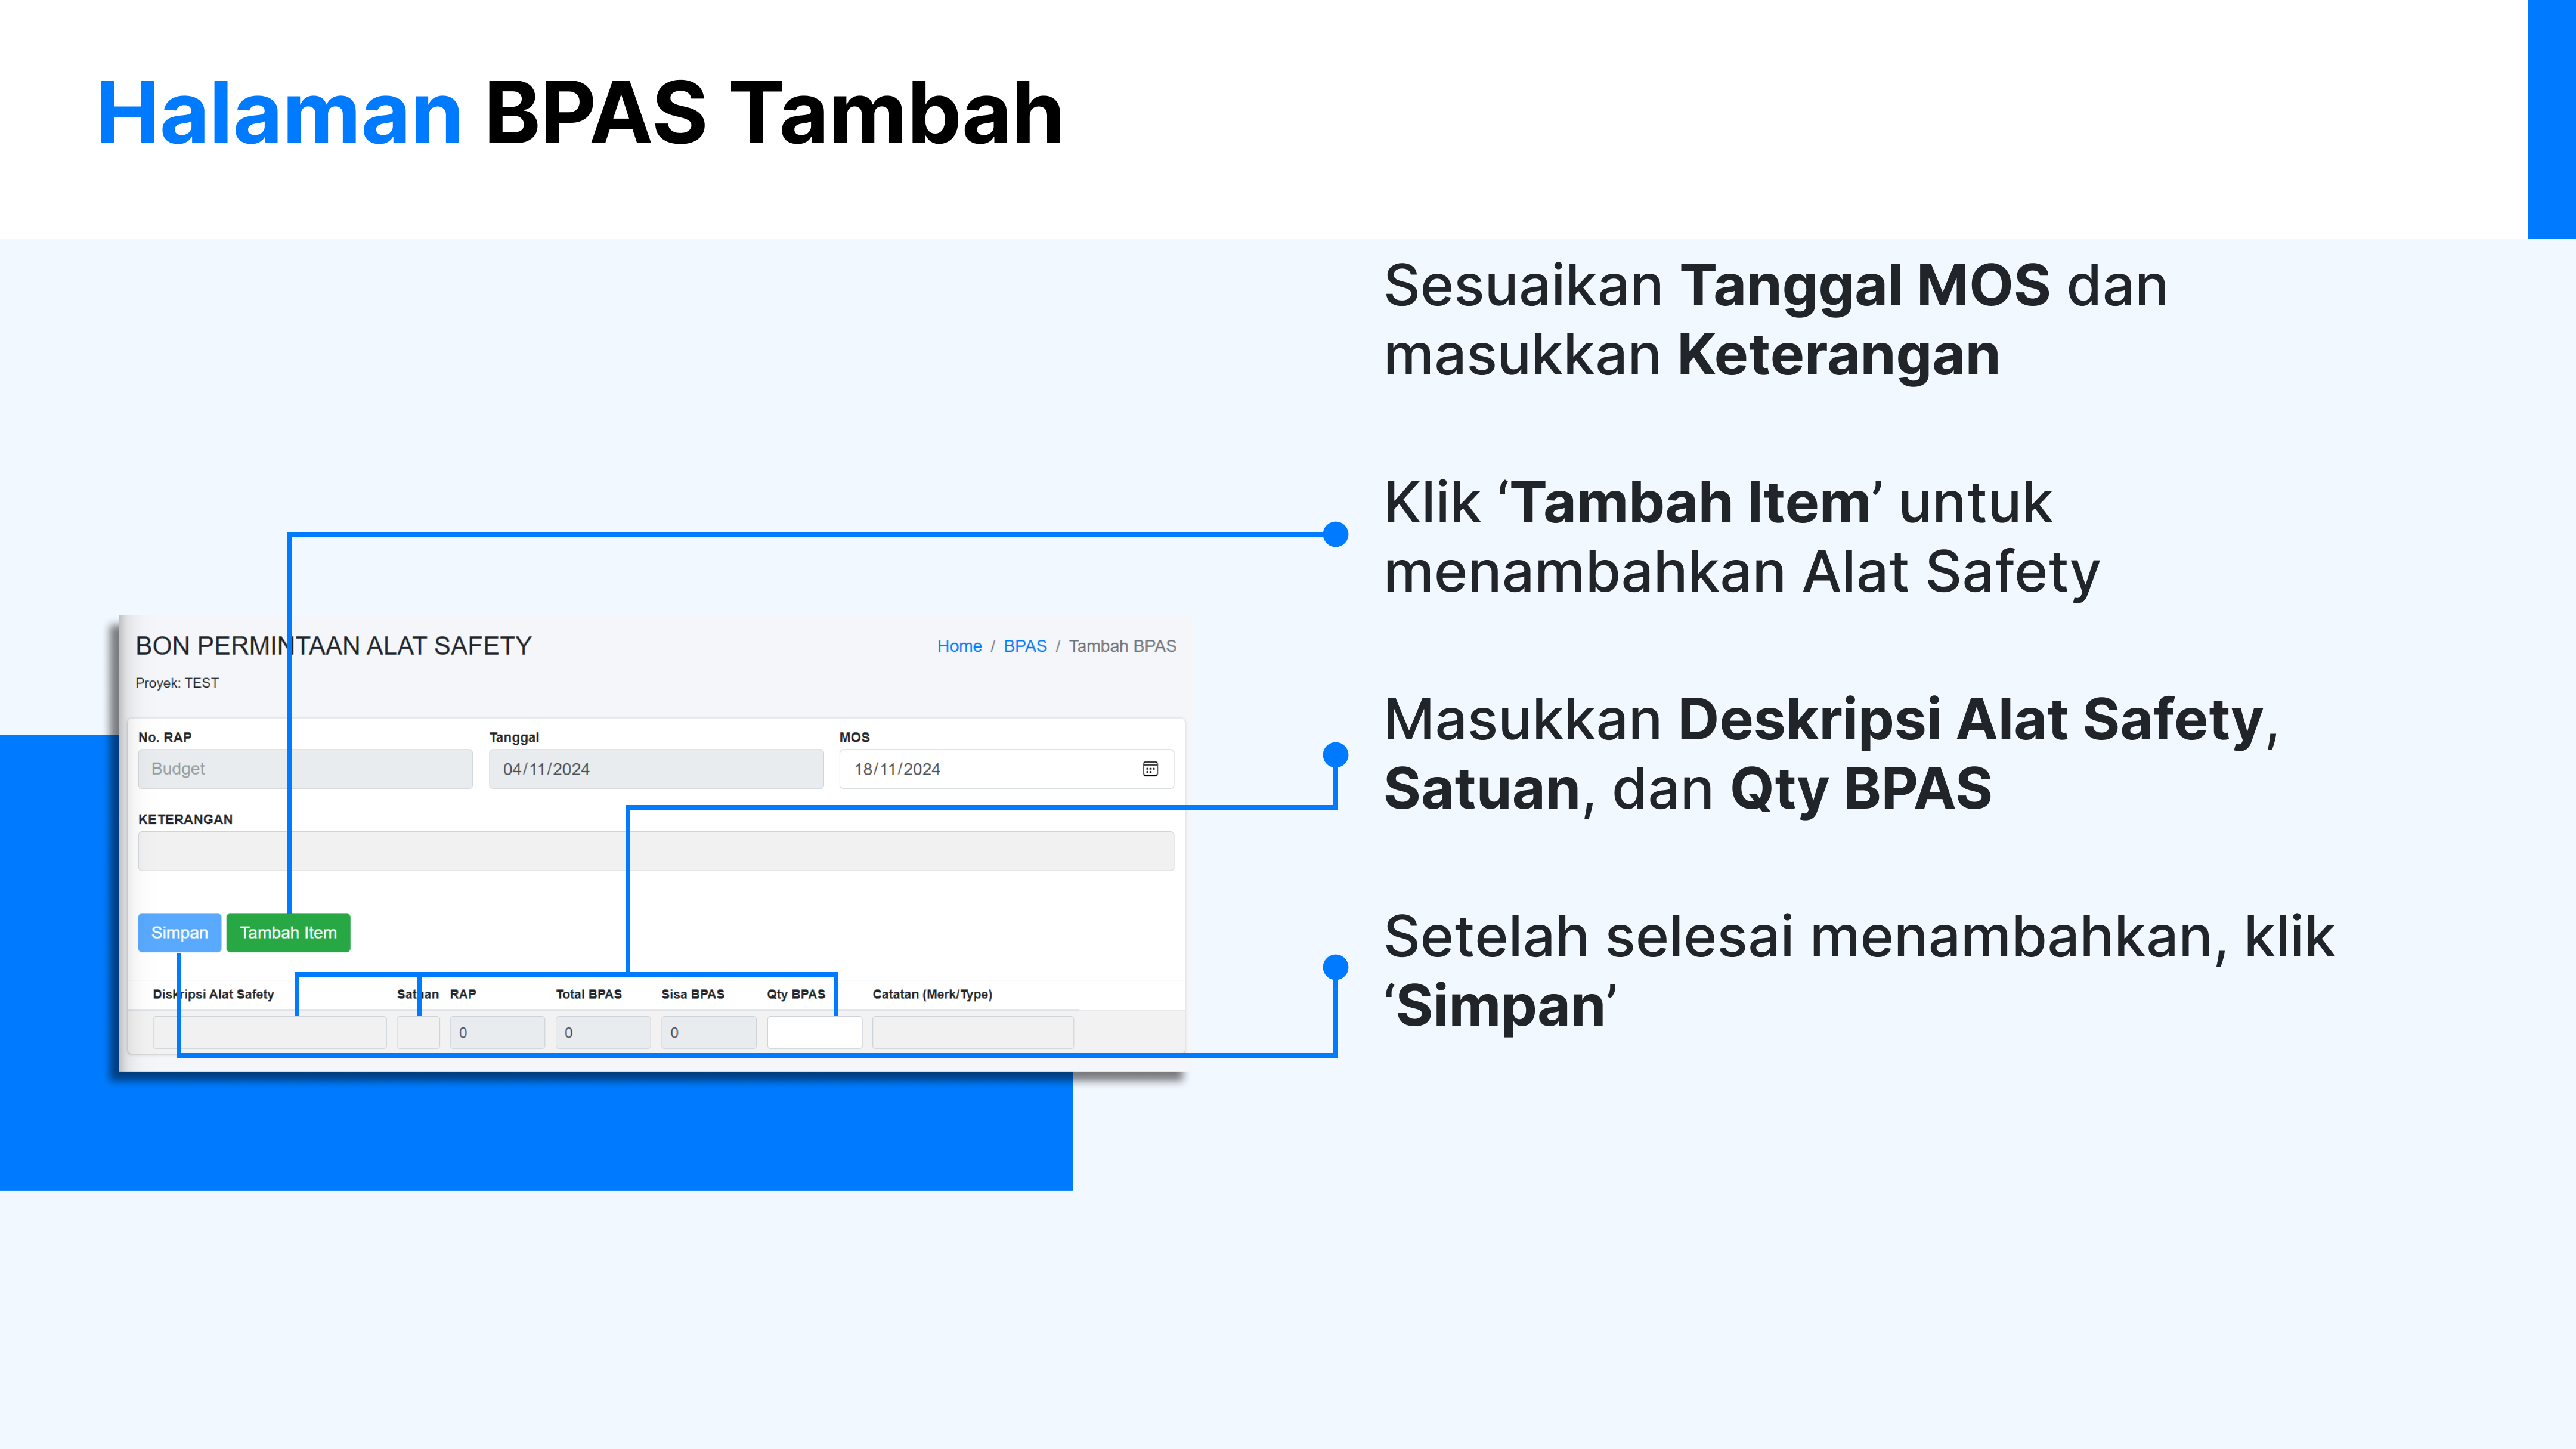 Halaman BPAS Tambah
Sesuaikan Tanggal MOS dan
masukkan Keterangan
Klik ‘Tambah Item’ untuk
menambahkan Alat Safety
Masukkan Deskripsi Alat Safety,
Satuan, dan Qty BPAS
Setelah selesai menambahkan, klik
‘Simpan’
BON PERMINTAAN ALAT SAFETY
Home / BPAS / Tambah BPAS
Proyek: TEST
No. RAP Tanggal MOS
Budget 04/11/2024 18/11/2024
KETERANGAN
Simpan Tambah Item
Diskripsi Alat Safety Satuan RAP Total BPAS Sisa BPAS Qty BPAS Catatan (Merk/Type)
0 0 0